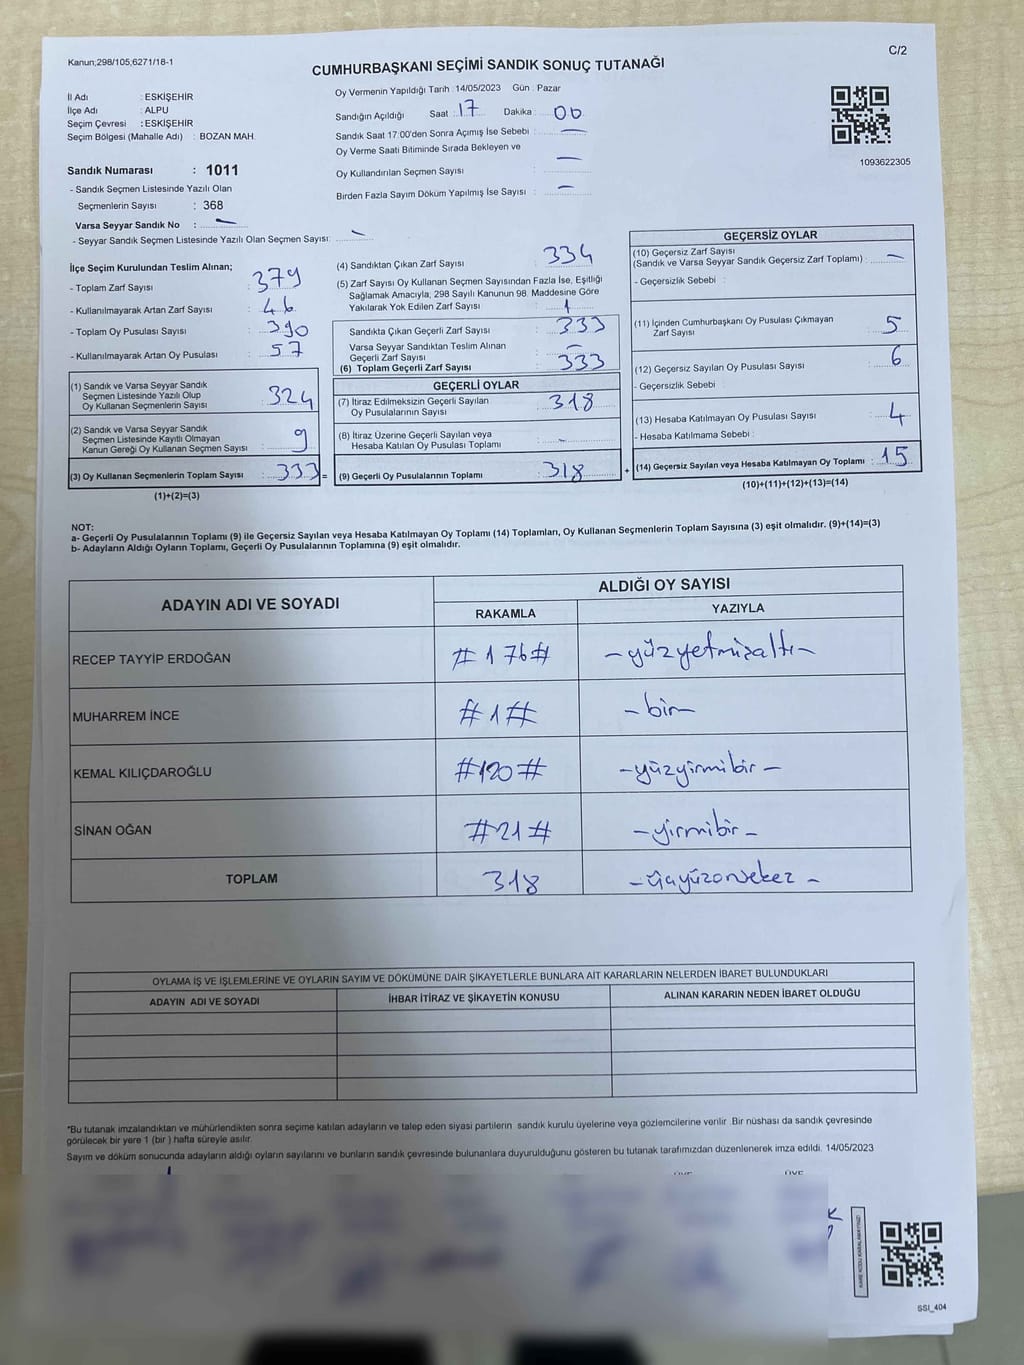 Kanun;298/105;6271/18-1
C/2
CUMHURBAŞKANI SEÇİMİ SANDIK SONUÇ TUTANAĞI
İl Adı : ESKİŞEHİR
İlçe Adı : ALPU
Seçim Çevresi : ESKİŞEHİR
Seçim Bölgesi (Mahalle Adı) : BOZAN MAH.
Oy Vermenin Yapıldığı Tarih : 14/05/2023 Gün : Pazar
Sandığın Açıldığı Saat : 17 Dakika : 00
Sandık Saat 17:00'den Sonra Açımış İse Sebebi : —
Oy Verme Saati Bitiminde Sırada Bekleyen ve
Oy Kullandırılan Seçmen Sayısı : —
Birden Fazla Sayım Döküm Yapılmış İse Sayısı : —
1093622305
Sandık Numarası : 1011
- Sandık Seçmen Listesinde Yazılı Olan
Seçmenlerin Sayısı : 368
Varsa Seyyar Sandık No : —
- Seyyar Sandık Seçmen Listesinde Yazılı Olan Seçmen Sayısı: —
İlçe Seçim Kurulundan Teslim Alınan;
- Toplam Zarf Sayısı : 379
- Kullanılmayarak Artan Zarf Sayısı : 46
- Toplam Oy Pusulası Sayısı : 390
- Kullanılmayarak Artan Oy Pusulası : 57
(1) Sandık ve Varsa Seyyar Sandık
Seçmen Listesinde Yazılı Olup
Oy Kullanan Seçmenlerin Sayısı : 324
(2) Sandık ve Varsa Seyyar Sandık
Seçmen Listesinde Kayıtlı Olmayan
Kanun Gereği Oy Kullanan Seçmen Sayısı : 9
(3) Oy Kullanan Seçmenlerin Toplam Sayısı : 333 =
(1)+(2)=(3)
(4) Sandıktan Çıkan Zarf Sayısı : 334
(5) Zarf Sayısı Oy Kullanan Seçmen Sayısından Fazla İse, Eşitliği
Sağlamak Amacıyla, 298 Sayılı Kanunun 98. Maddesine Göre
Yakılarak Yok Edilen Zarf Sayısı : 1
Sandıkta Çıkan Geçerli Zarf Sayısı : 333
Varsa Seyyar Sandıktan Teslim Alınan
Geçerli Zarf Sayısı : —
(6) Toplam Geçerli Zarf Sayısı : 333
GEÇERLİ OYLAR
(7) İtiraz Edilmeksizin Geçerli Sayılan
Oy Pusulalarının Sayısı : 318
(8) İtiraz Üzerine Geçerli Sayılan veya
Hesaba Katılan Oy Pusulası Toplamı : -
(9) Geçerli Oy Pusulalarının Toplamı : 318 +
GEÇERSİZ OYLAR
(10) Geçersiz Zarf Sayısı
(Sandık ve Varsa Seyyar Sandık Geçersiz Zarf Toplamı) : —
- Geçersizlik Sebebi :
(11) İçinden Cumhurbaşkanı Oy Pusulası Çıkmayan
Zarf Sayısı : 5
(12) Geçersiz Sayılan Oy Pusulası Sayısı : 6
- Geçersizlik Sebebi :
(13) Hesaba Katılmayan Oy Pusulası Sayısı : 4
- Hesaba Katılmama Sebebi :
(14) Geçersiz Sayılan veya Hesaba Katılmayan Oy Toplamı : 15
(10)+(11)+(12)+(13)=(14)
NOT:
a- Geçerli Oy Pusulalarının Toplamı (9) ile Geçersiz Sayılan veya Hesaba Katılmayan Oy Toplamı (14) Toplamları, Oy Kullanan Seçmenlerin Toplam Sayısına (3) eşit olmalıdır. (9)+(14)=(3)
b- Adayların Aldığı Oyların Toplamı, Geçerli Oy Pusulalarının Toplamına (9) eşit olmalıdır.
ADAYIN ADI VE SOYADI ALDIĞI OY SAYISI
RAKAMLA YAZIYLA
RECEP TAYYİP ERDOĞAN #176# -yüzyetmişaltı-
MUHARREM İNCE #1# -bir-
KEMAL KILIÇDAROĞLU #120# -yüzyirmibir-
SİNAN OĞAN #21# -yirmibir-
TOPLAM 318 -üçyüzonsekez-
OYLAMA İŞ VE İŞLEMLERİNE VE OYLARIN SAYIM VE DÖKÜMÜNE DAİR ŞİKAYETLERLE BUNLARA AİT KARARLARIN NELERDEN İBARET BULUNDUKLARI
ADAYIN ADI VE SOYADI İHBAR İTİRAZ VE ŞİKAYETİN KONUSU ALINAN KARARIN NEDEN İBARET OLDUĞU
*Bu tutanak imzalandıktan ve mühürlendikten sonra seçime katılan adayların ve talep eden siyasi partilerin sandık kurulu üyelerine veya gözlemcilerine verilir. Bir nüshası da sandık çevresinde
görülecek bir yere 1 (bir) hafta süreyle asılır.
Sayım ve döküm sonucunda adayların aldığı oyların sayılarını ve bunların sandık çevresinde bulunanlara duyurulduğunu gösteren bu tutanak tarafımızdan düzenlenerek imza edildi. 14/05/2023
KARE KODU KARALAMAYINIZ!
SSI_404